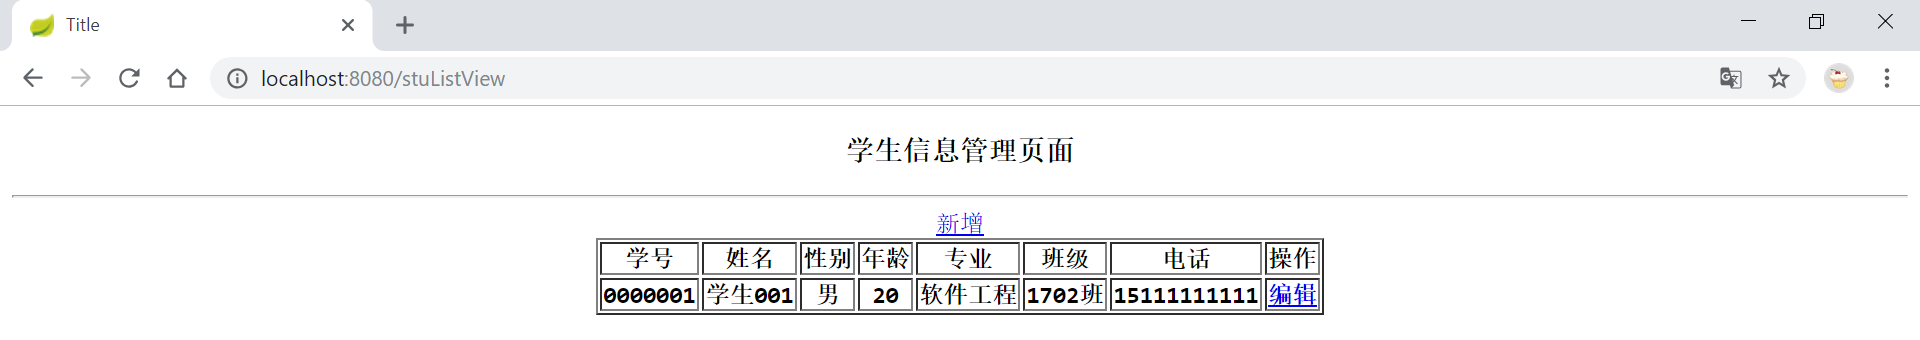 Title
localhost:8080/stuListView
学生信息管理页面
新增
学号 姓名 性别 年龄 专业 班级 电话 操作
0000001 学生001 男 20 软件工程 1702班 15111111111 编辑